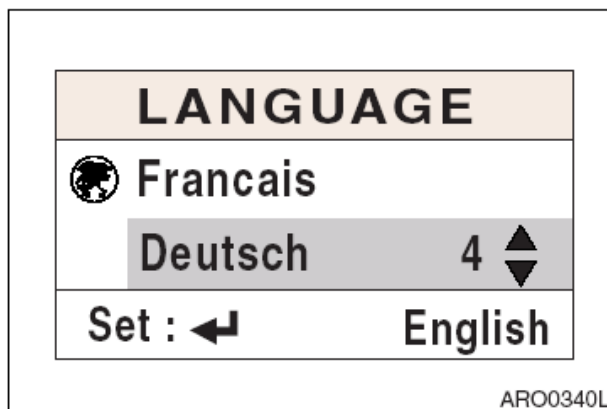 LANGUAGE
Francais
Deutsch 4
Set : English
ARO0340L